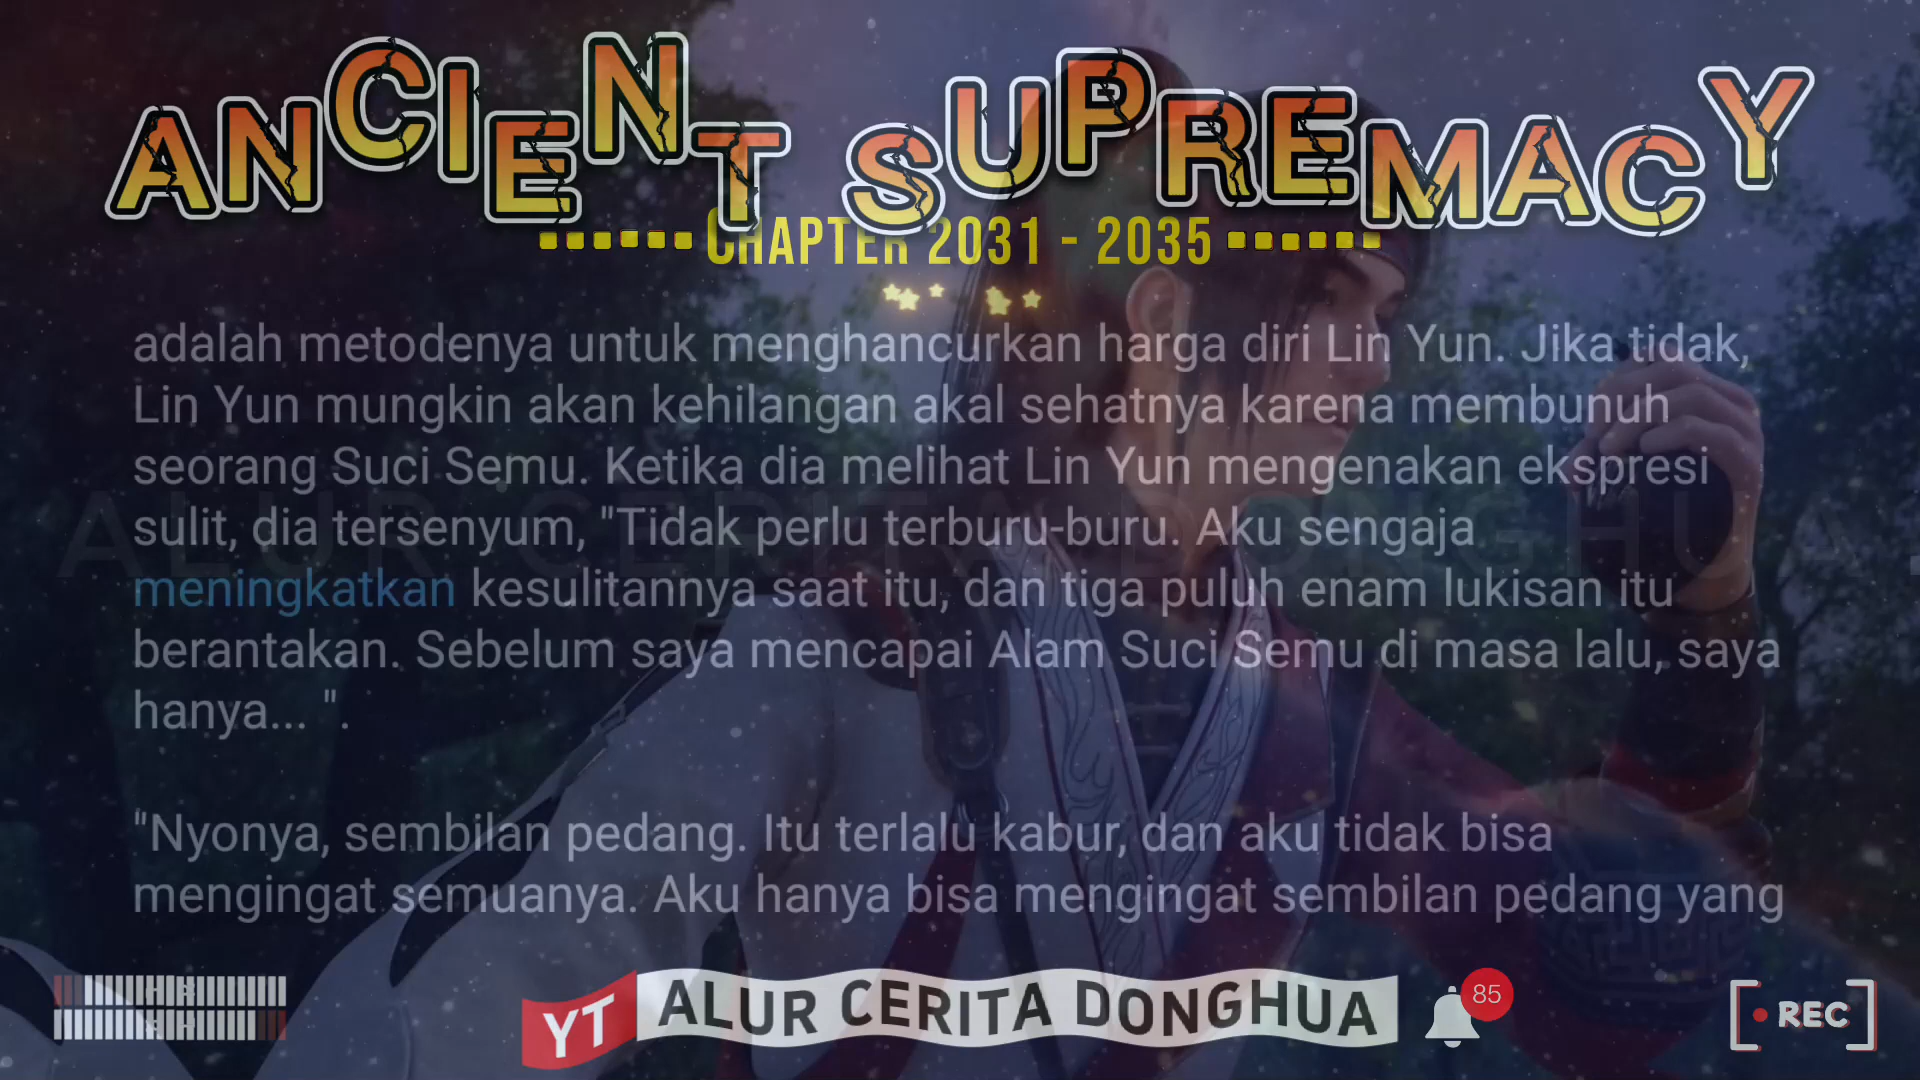 ANCIENT SUPREMACY
CHAPTER 2031 - 2035
adalah metodenya untuk menghancurkan harga diri Lin Yun. Jika tidak,
Lin Yun mungkin akan kehilangan akal sehatnya karena membunuh
seorang Suci Semu. Ketika dia melihat Lin Yun mengenakan ekspresi
sulit, dia tersenyum, "Tidak perlu terburu-buru. Aku sengaja
meningkatkan kesulitannya saat itu, dan tiga puluh enam lukisan itu
berantakan. Sebelum saya mencapai Alam Suci Semu di masa lalu, saya
hanya... ".
"Nyonya, sembilan pedang. Itu terlalu kabur, dan aku tidak bisa
mengingat semuanya. Aku hanya bisa mengingat sembilan pedang yang
ALUR CERITA DONGHUA
YT ALUR CERITA DONGHUA
85
REC